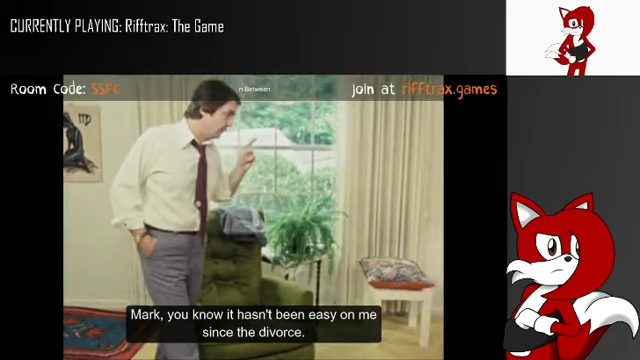 CURRENTLY PLAYING: Rifftrax: The Game
Room Code: SSFC
n Between
join at rifftrax.games
Mark, you know it hasn't been easy on me
since the divorce.